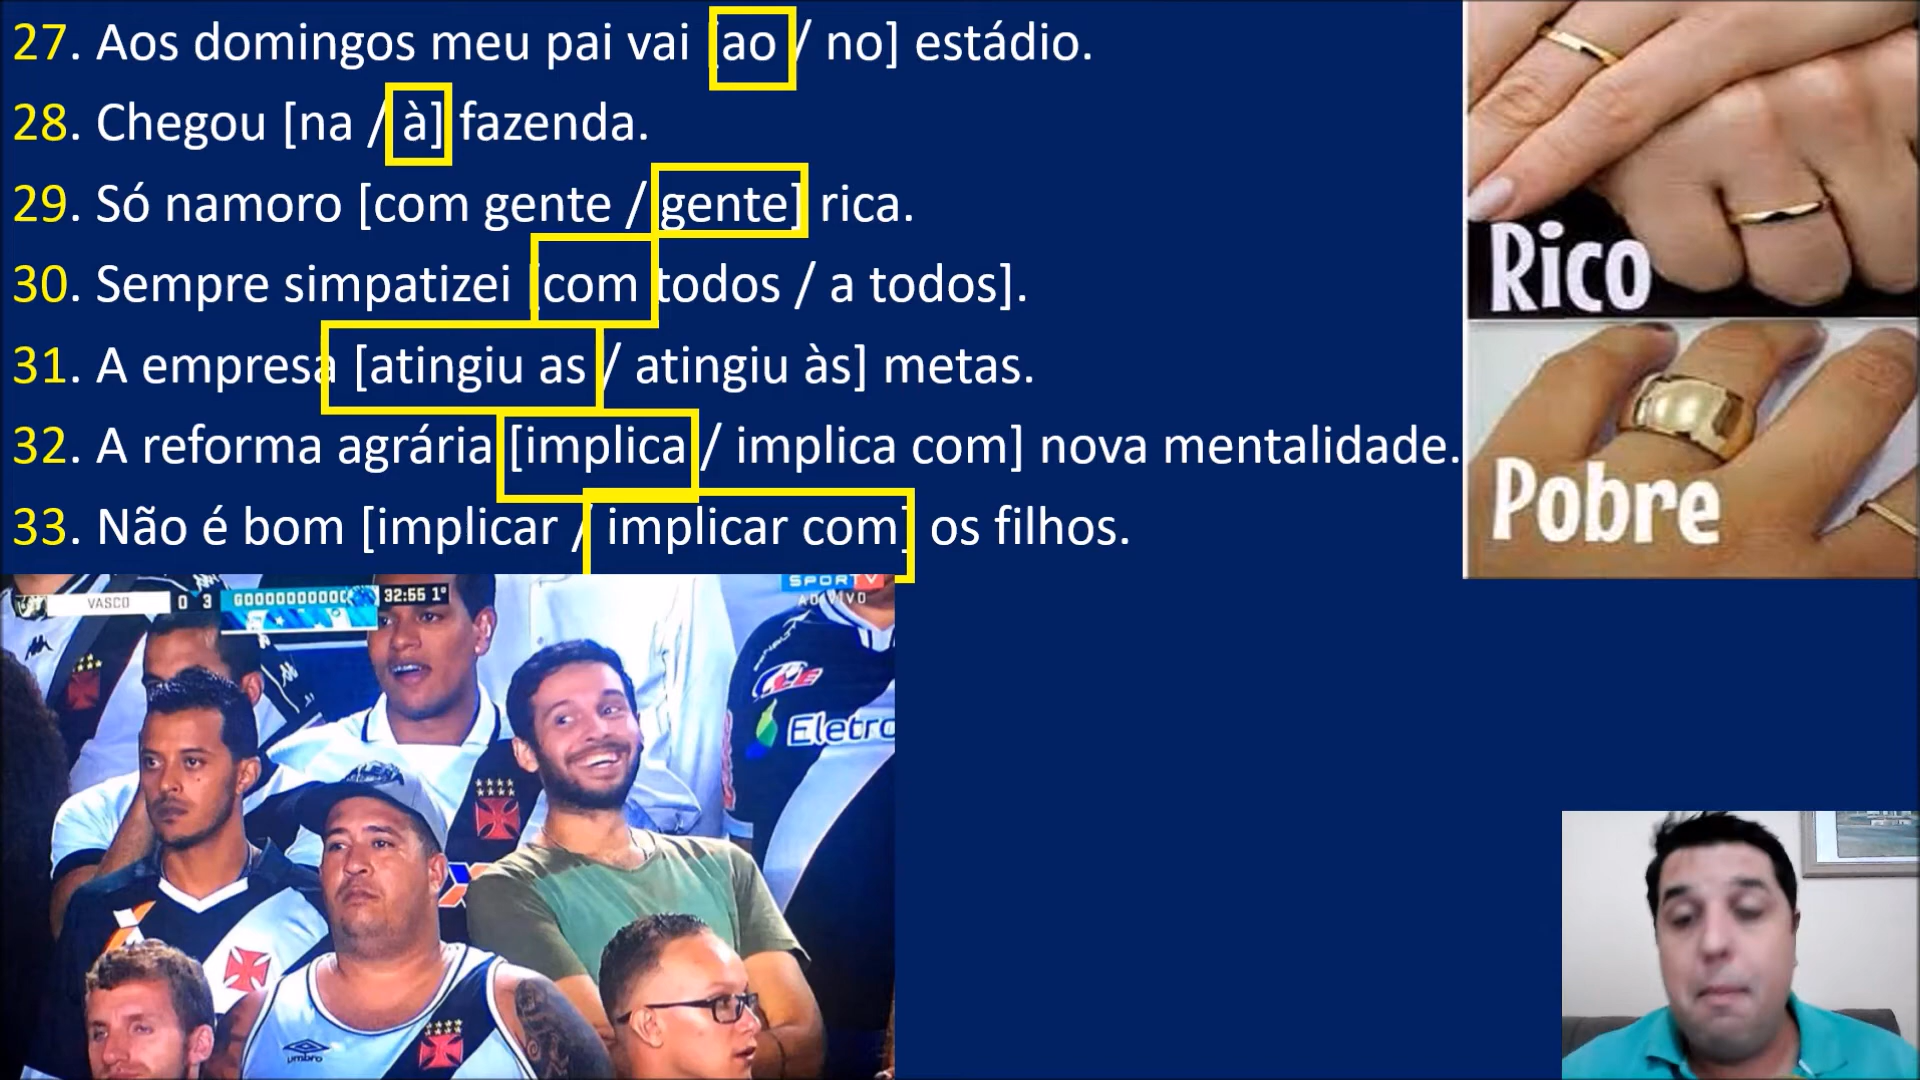 27. Aos domingos meu pai vai [ao / no] estádio.
28. Chegou [na / à] fazenda.
29. Só namoro [com gente / gente] rica.
30. Sempre simpatizei [com todos / a todos].
31. A empresa [atingiu as / atingiu às] metas.
32. A reforma agrária [implica / implica com] nova mentalidade.
33. Não é bom [implicar / implicar com] os filhos.
Rico
Pobre
VASCO 0 3 GOOOOOOOOOO 32:55 1º
SPORTV
AO VIVO
Eletro
umbro